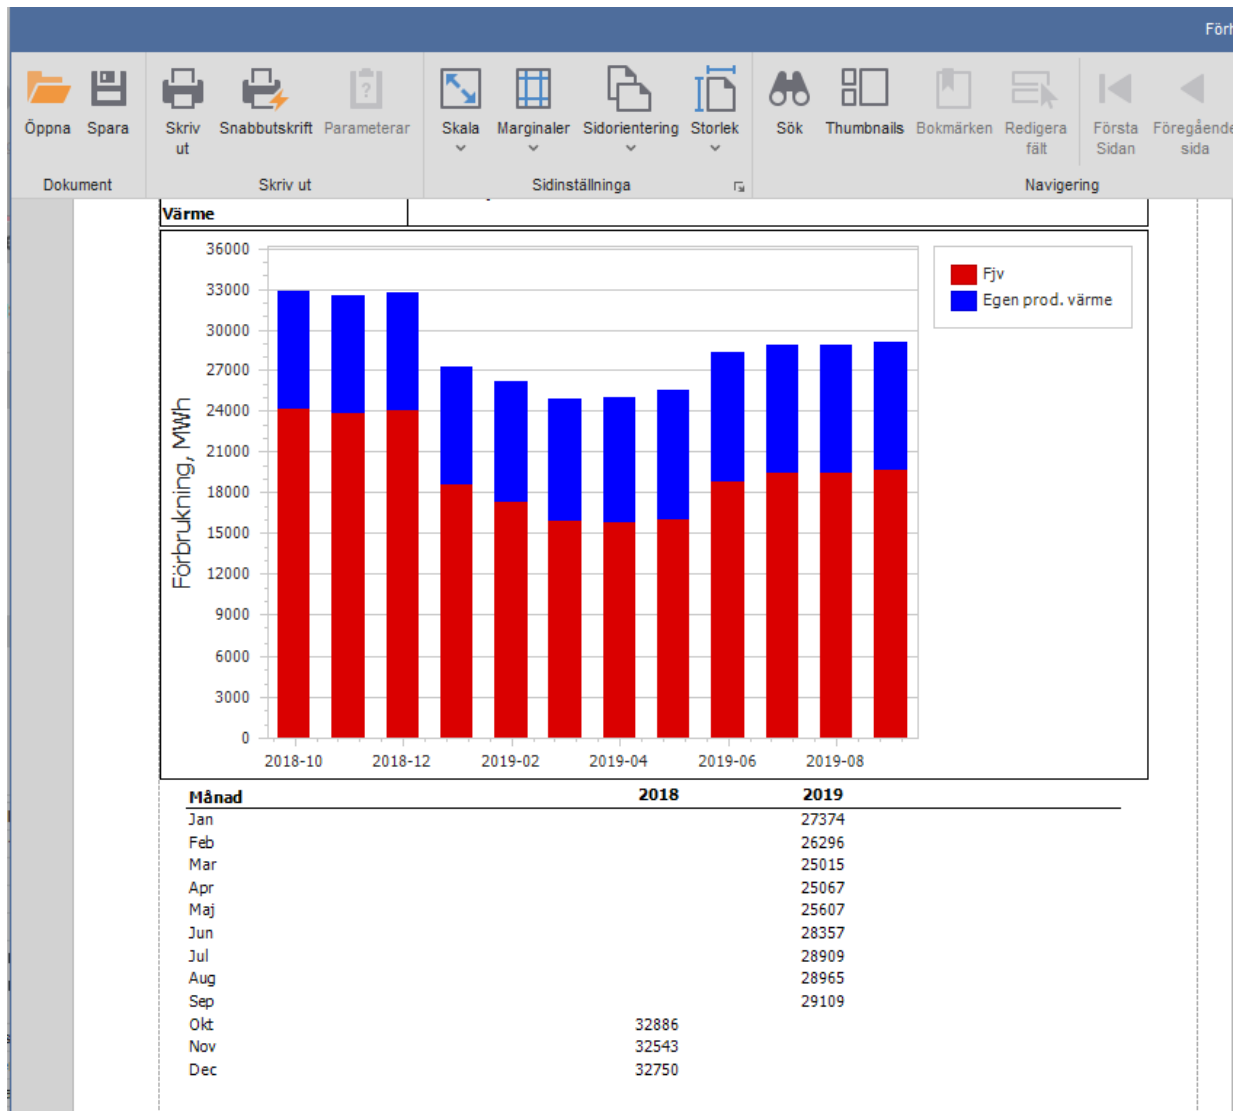 Förh
Öppna Spara Skriv ut Snabbutskrift Parameterar Skala Marginaler Sidorientering Storlek Sök Thumbnails Bokmärken Redigera fält Första Sidan Föregående sida
Dokument Skriv ut Sidinställninga Navigering
Värme
36000
33000
30000
27000
24000
21000
18000
15000
12000
9000
6000
3000
0
Förbrukning, MWh
Fjv
Egen prod. värme
2018-10 2018-12 2019-02 2019-04 2019-06 2019-08
Månad 2018 2019
Jan 27374
Feb 26296
Mar 25015
Apr 25067
Maj 25607
Jun 28357
Jul 28909
Aug 28965
Sep 29109
Okt 32886
Nov 32543
Dec 32750